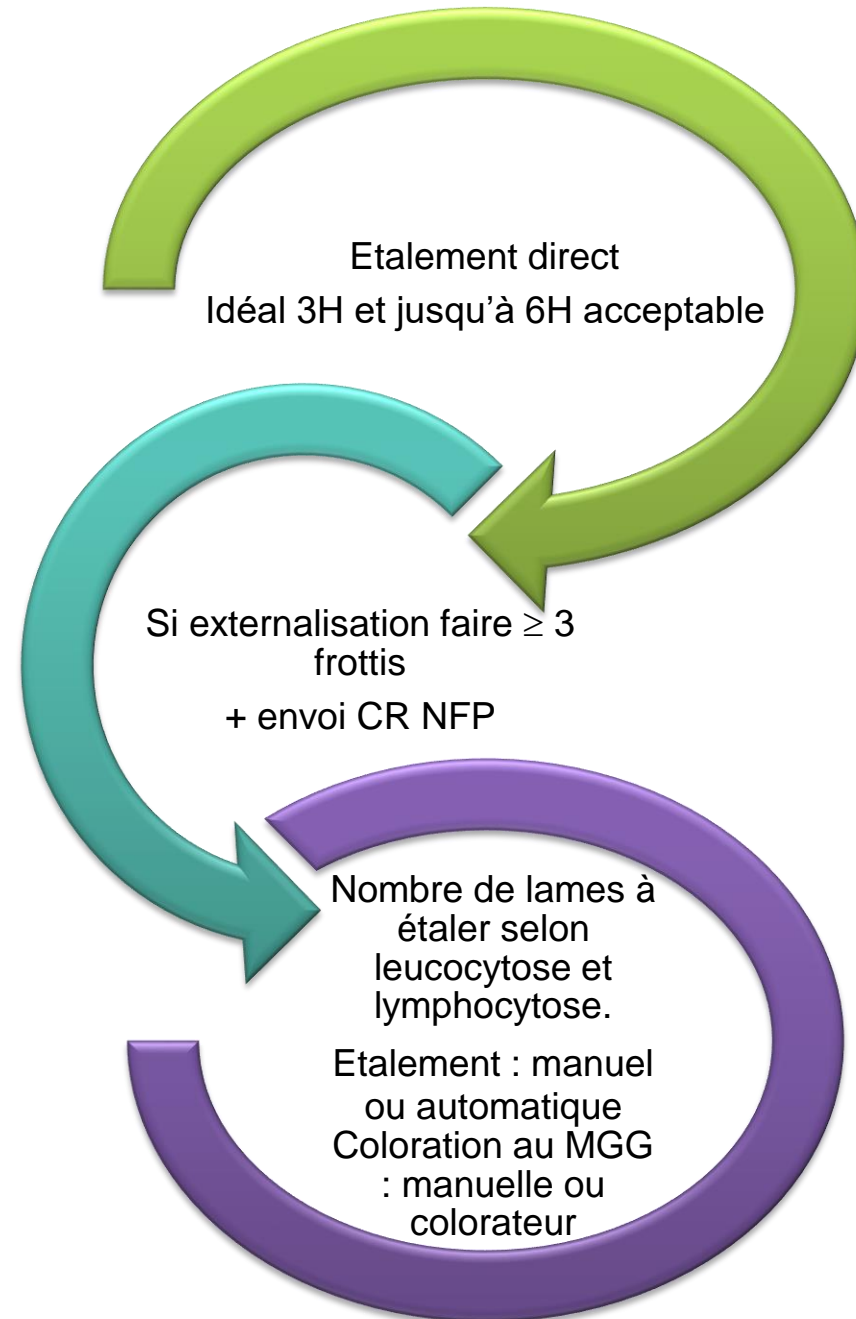 Etalement direct
Idéal 3H et jusqu’à 6H acceptable
Si externalisation faire ≥ 3
frottis
+ envoi CR NFP
Nombre de lames à
étaler selon
leucocytose et
lymphocytose.
Etalement : manuel
ou automatique
Coloration au MGG
: manuelle ou
colorateur